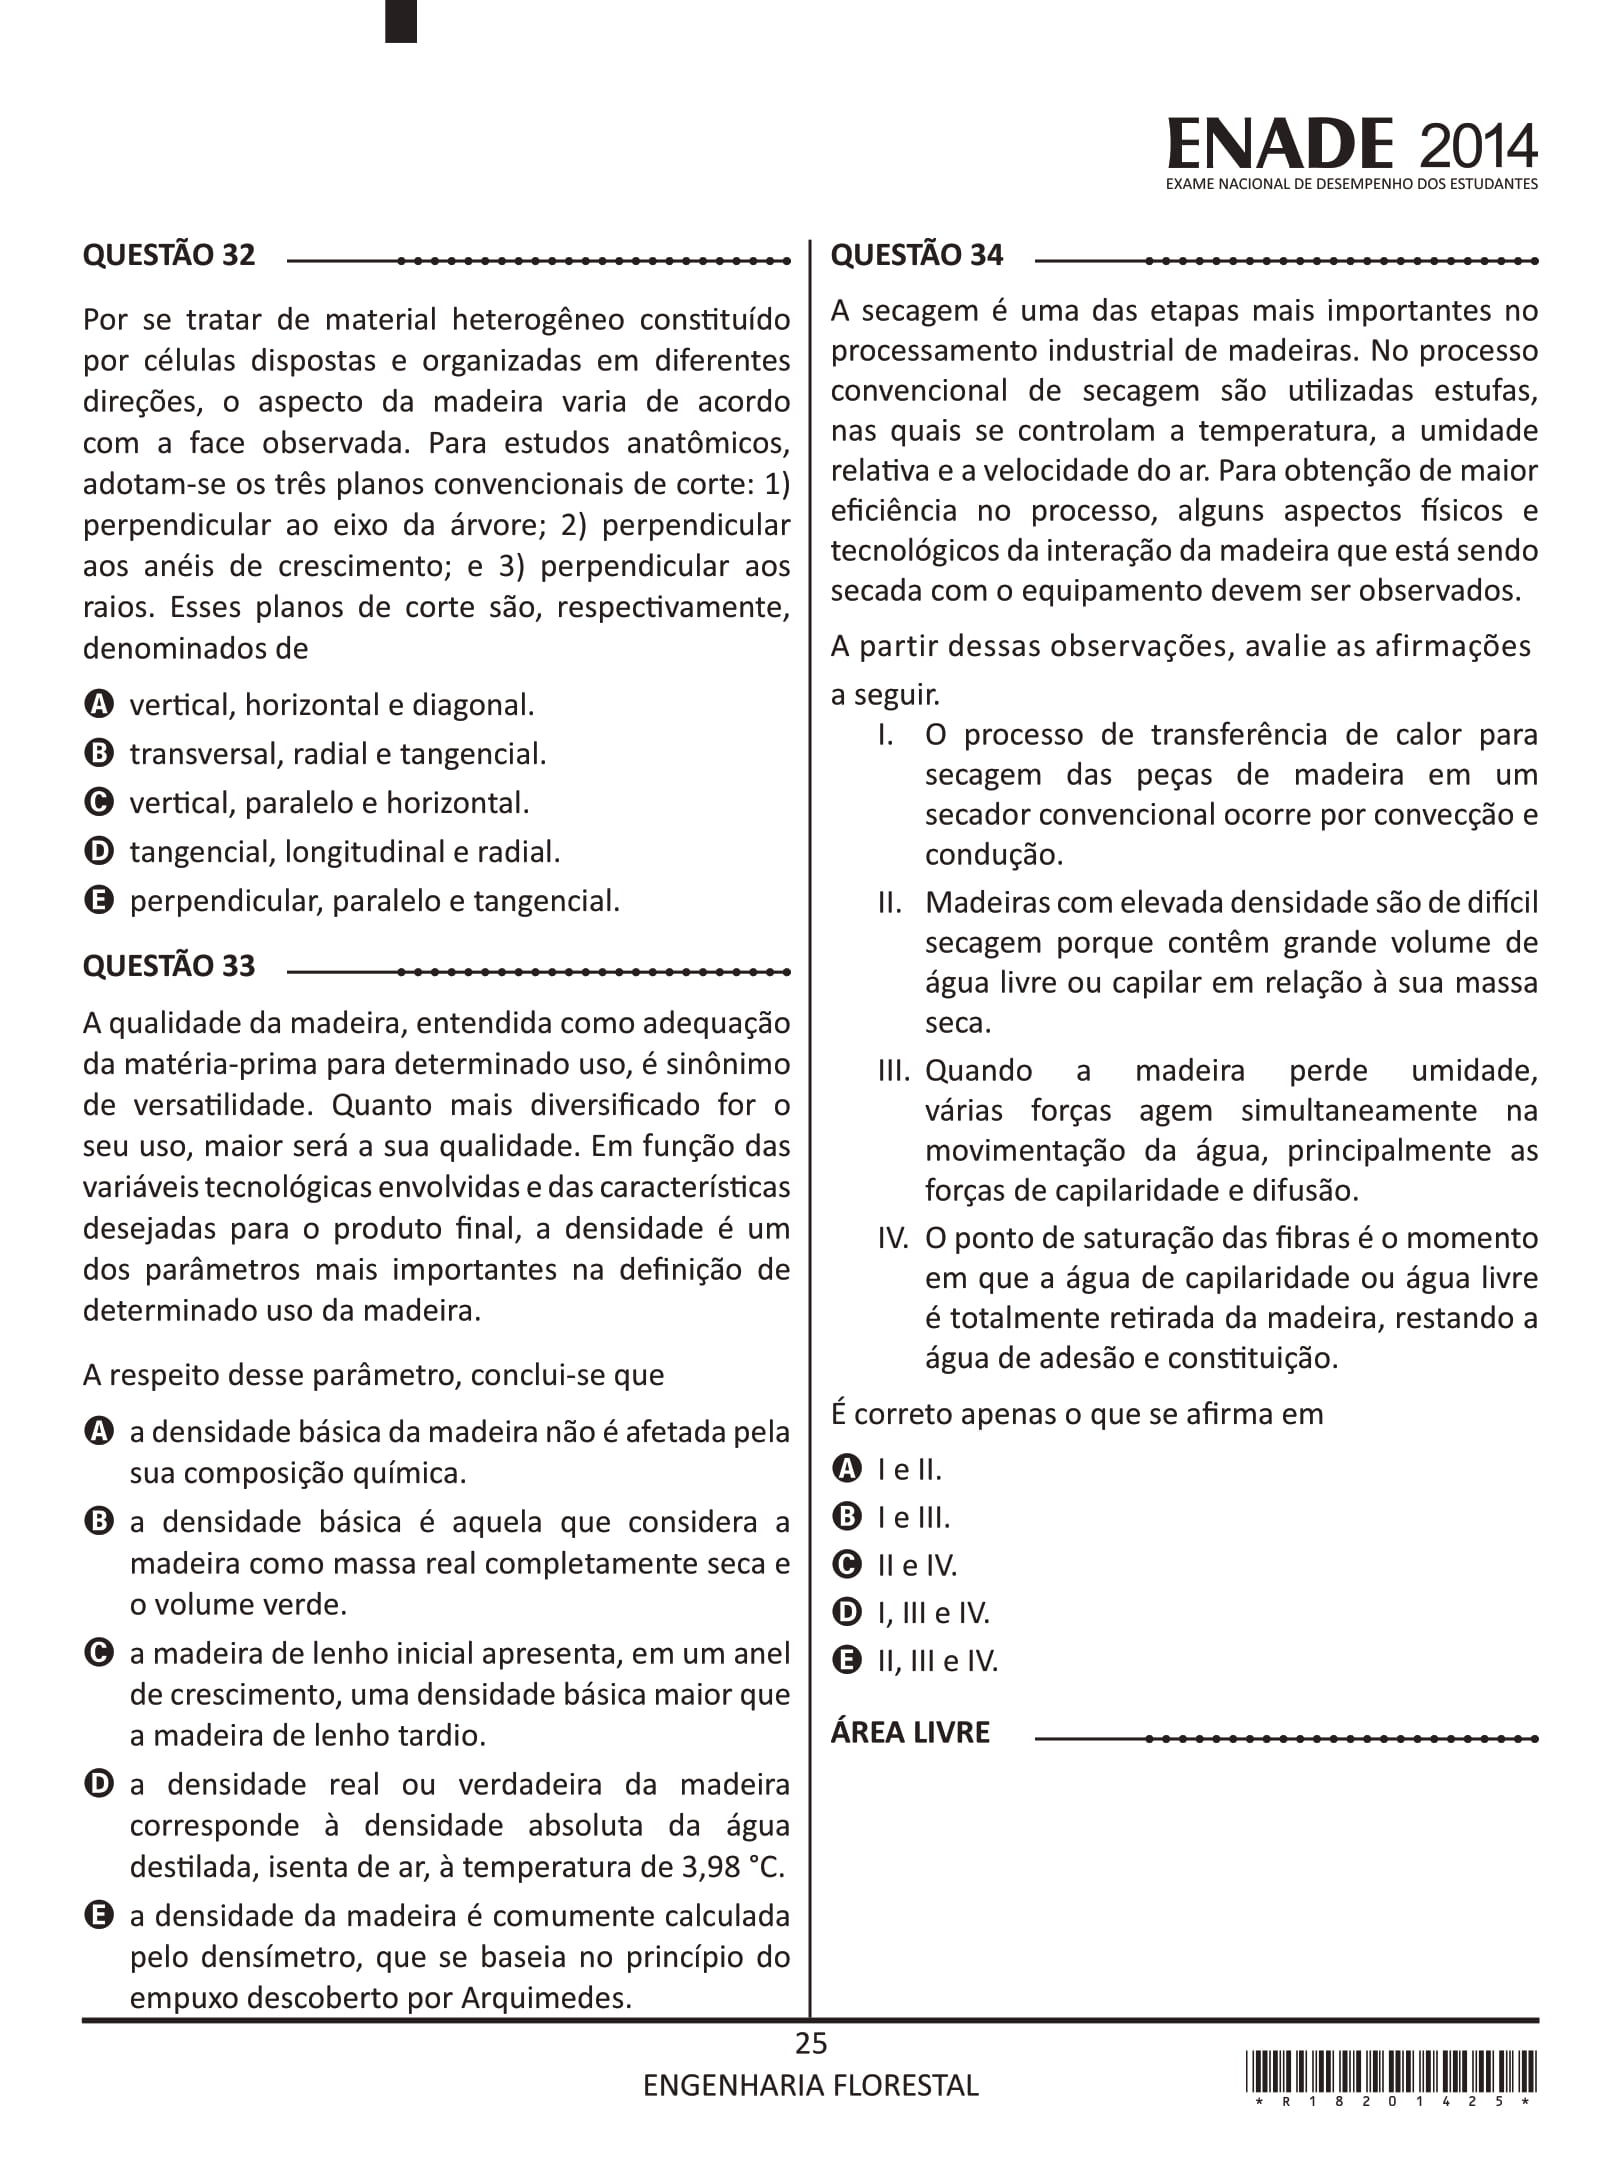 ENADE 2014
EXAME NACIONAL DE DESEMPENHO DOS ESTUDANTES
QUESTÃO 32
Por se tratar de material heterogêneo constituído
por células dispostas e organizadas em diferentes
direções, o aspecto da madeira varia de acordo
com a face observada. Para estudos anatômicos,
adotam-se os três planos convencionais de corte: 1)
perpendicular ao eixo da árvore; 2) perpendicular
aos anéis de crescimento; e 3) perpendicular aos
raios. Esses planos de corte são, respectivamente,
denominados de
A vertical, horizontal e diagonal.
B transversal, radial e tangencial.
C vertical, paralelo e horizontal.
D tangencial, longitudinal e radial.
E perpendicular, paralelo e tangencial.
QUESTÃO 33
A qualidade da madeira, entendida como adequação
da matéria-prima para determinado uso, é sinônimo
de versatilidade. Quanto mais diversificado for o
seu uso, maior será a sua qualidade. Em função das
variáveis tecnológicas envolvidas e das características
desejadas para o produto final, a densidade é um
dos parâmetros mais importantes na definição de
determinado uso da madeira.
A respeito desse parâmetro, conclui-se que
A a densidade básica da madeira não é afetada pela
sua composição química.
B a densidade básica é aquela que considera a
madeira como massa real completamente seca e
o volume verde.
C a madeira de lenho inicial apresenta, em um anel
de crescimento, uma densidade básica maior que
a madeira de lenho tardio.
D a densidade real ou verdadeira da madeira
corresponde à densidade absoluta da água
destilada, isenta de ar, à temperatura de 3,98 °C.
E a densidade da madeira é comumente calculada
pelo densímetro, que se baseia no princípio do
empuxo descoberto por Arquimedes.
QUESTÃO 34
A secagem é uma das etapas mais importantes no
processamento industrial de madeiras. No processo
convencional de secagem são utilizadas estufas,
nas quais se controlam a temperatura, a umidade
relativa e a velocidade do ar. Para obtenção de maior
eficiência no processo, alguns aspectos físicos e
tecnológicos da interação da madeira que está sendo
secada com o equipamento devem ser observados.
A partir dessas observações, avalie as afirmações
a seguir.
I. O processo de transferência de calor para
secagem das peças de madeira em um
secador convencional ocorre por convecção e
condução.
II. Madeiras com elevada densidade são de difícil
secagem porque contêm grande volume de
água livre ou capilar em relação à sua massa
seca.
III. Quando a madeira perde umidade,
várias forças agem simultaneamente na
movimentação da água, principalmente as
forças de capilaridade e difusão.
IV. O ponto de saturação das fibras é o momento
em que a água de capilaridade ou água livre
é totalmente retirada da madeira, restando a
água de adesão e constituição.
É correto apenas o que se afirma em
A I e II.
B I e III.
C II e IV.
D I, III e IV.
E II, III e IV.
ÁREA LIVRE
25
ENGENHARIA FLORESTAL
*R18201425*